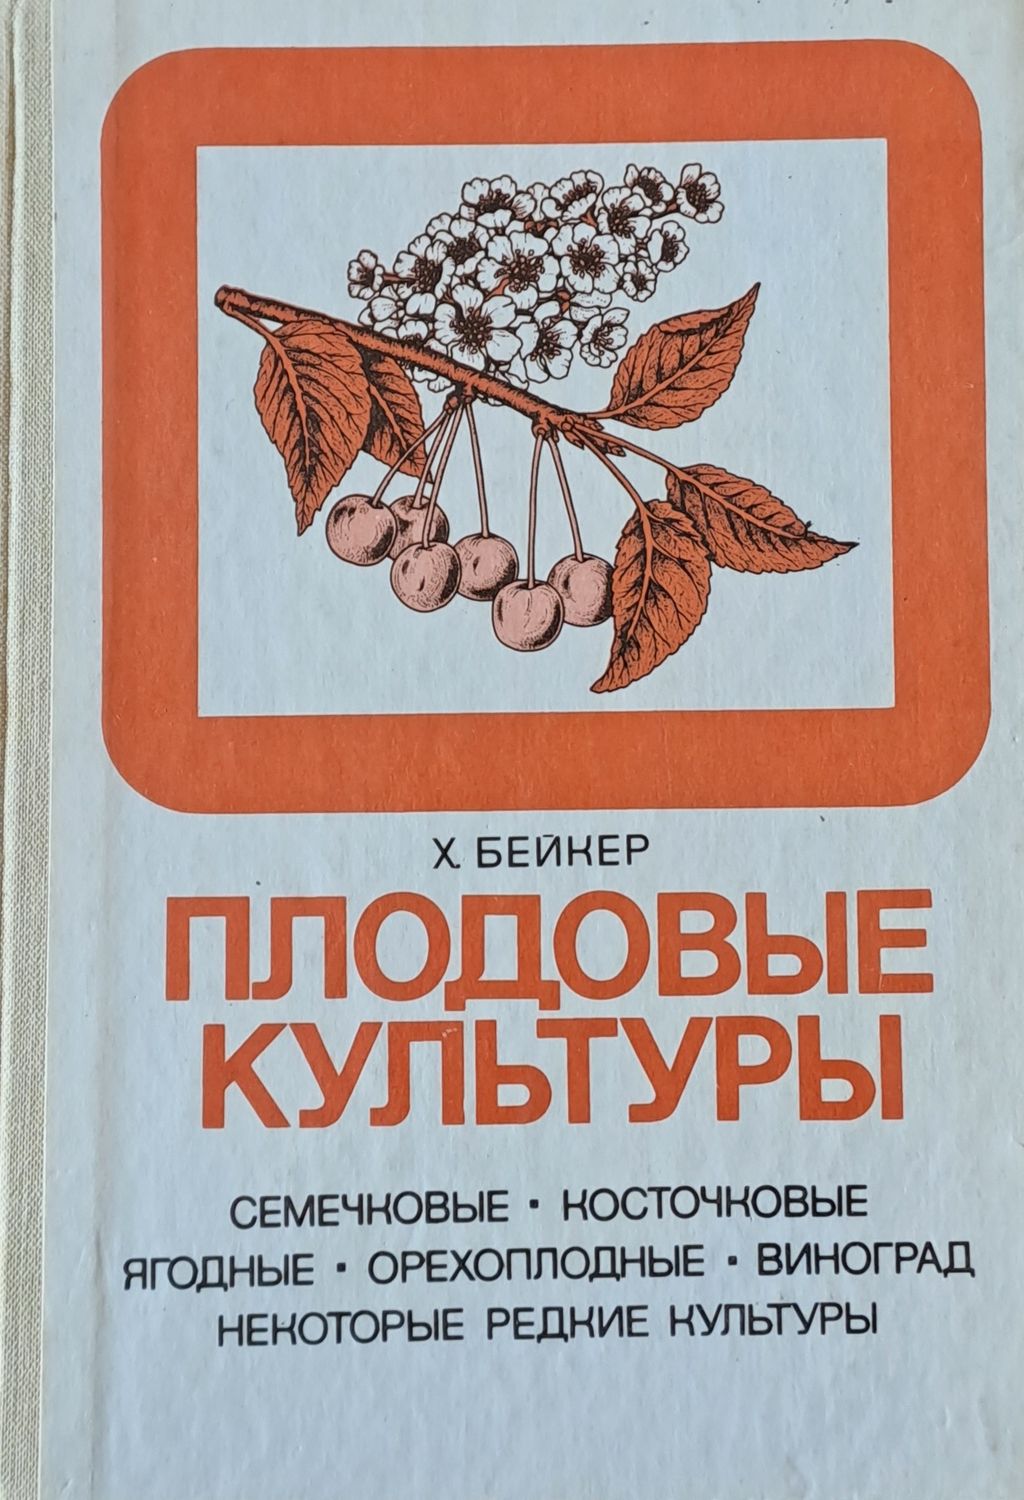 Х. БЕЙКЕР
ПЛОДОВЫЕ
КУЛЬТУРЫ
СЕМЕЧКОВЫЕ · КОСТОЧКОВЫЕ
ЯГОДНЫЕ · ОРЕХОПЛОДНЫЕ · ВИНОГРАД
НЕКОТОРЫЕ РЕДКИЕ КУЛЬТУРЫ